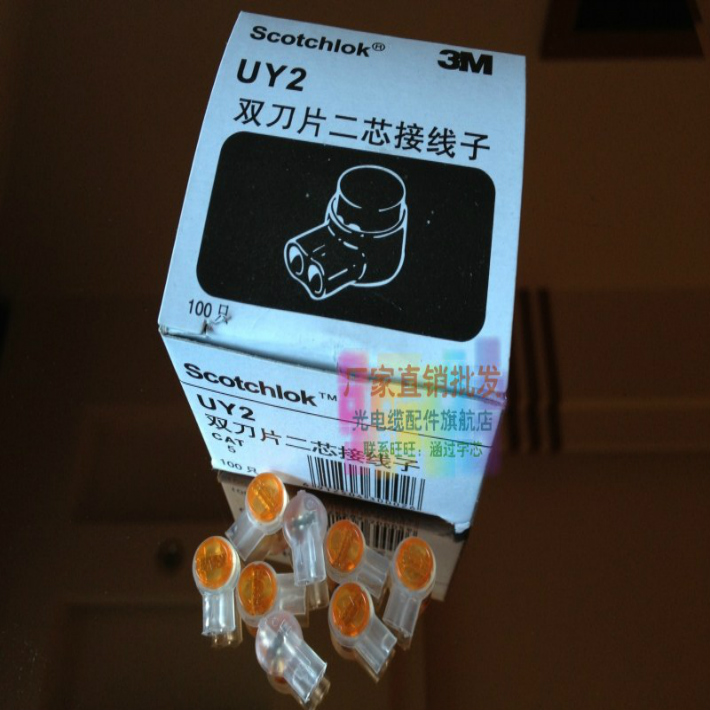 Scotchlok®
3M
UY2
双刀片二芯接线子
100只
Scotchlok™
UY2
双刀片二芯接线子
CAT
5
100只
厂家直销批发
光电缆配件旗航店
联系旺旺：涵过字芯